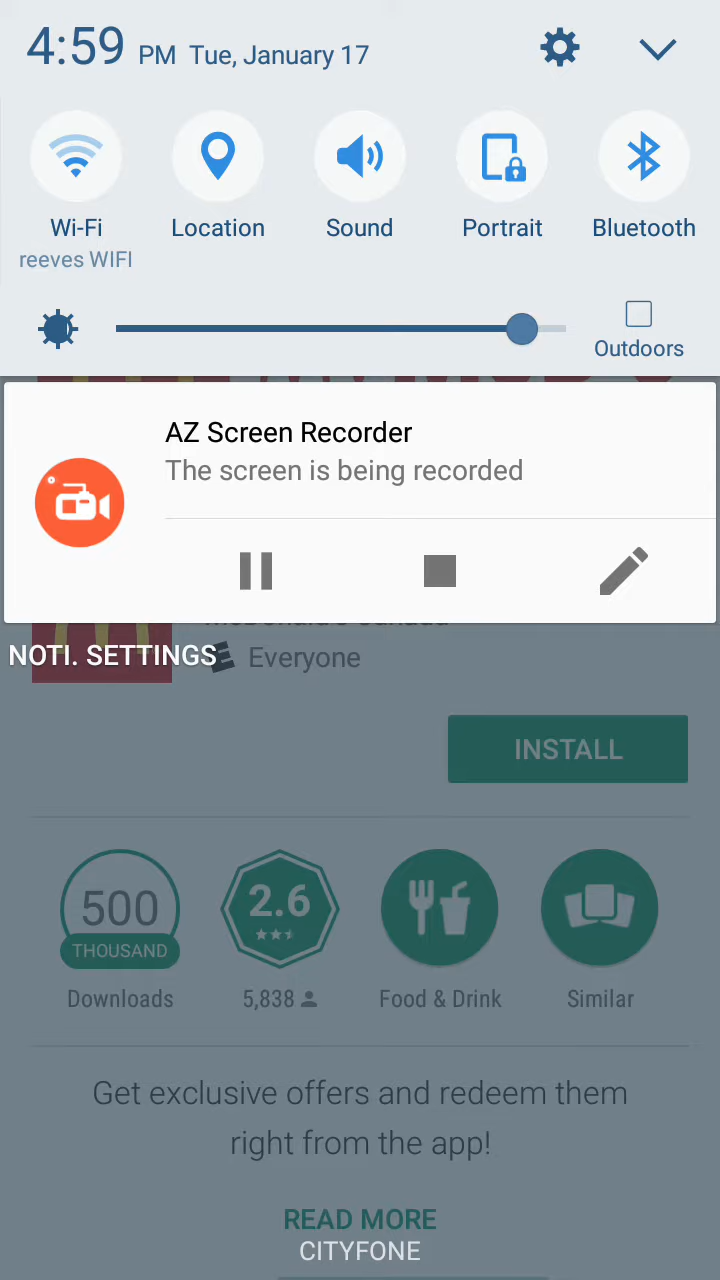 4:59 PM Tue, January 17
Wi-Fi Location Sound Portrait Bluetooth
reeves WIFI
Outdoors
AZ Screen Recorder
The screen is being recorded
NOTI. SETTINGS
Everyone
INSTALL
500 2.6
THOUSAND
Downloads 5,838 Food & Drink Similar
Get exclusive offers and redeem them
right from the app!
READ MORE
CITYFONE